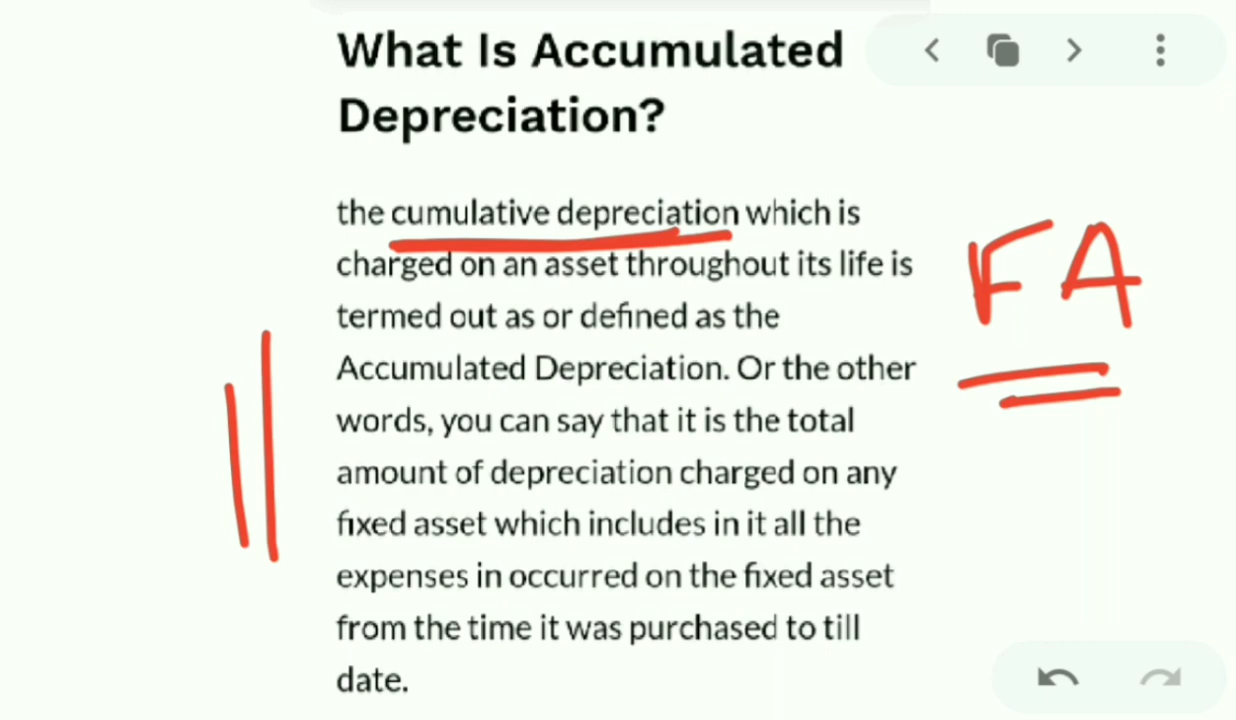 What Is Accumulated
Depreciation?
the cumulative depreciation which is
charged on an asset throughout its life is
termed out as or defined as the
Accumulated Depreciation. Or the other
words, you can say that it is the total
amount of depreciation charged on any
fixed asset which includes in it all the
expenses in occurred on the fixed asset
from the time it was purchased to till
date.
FA